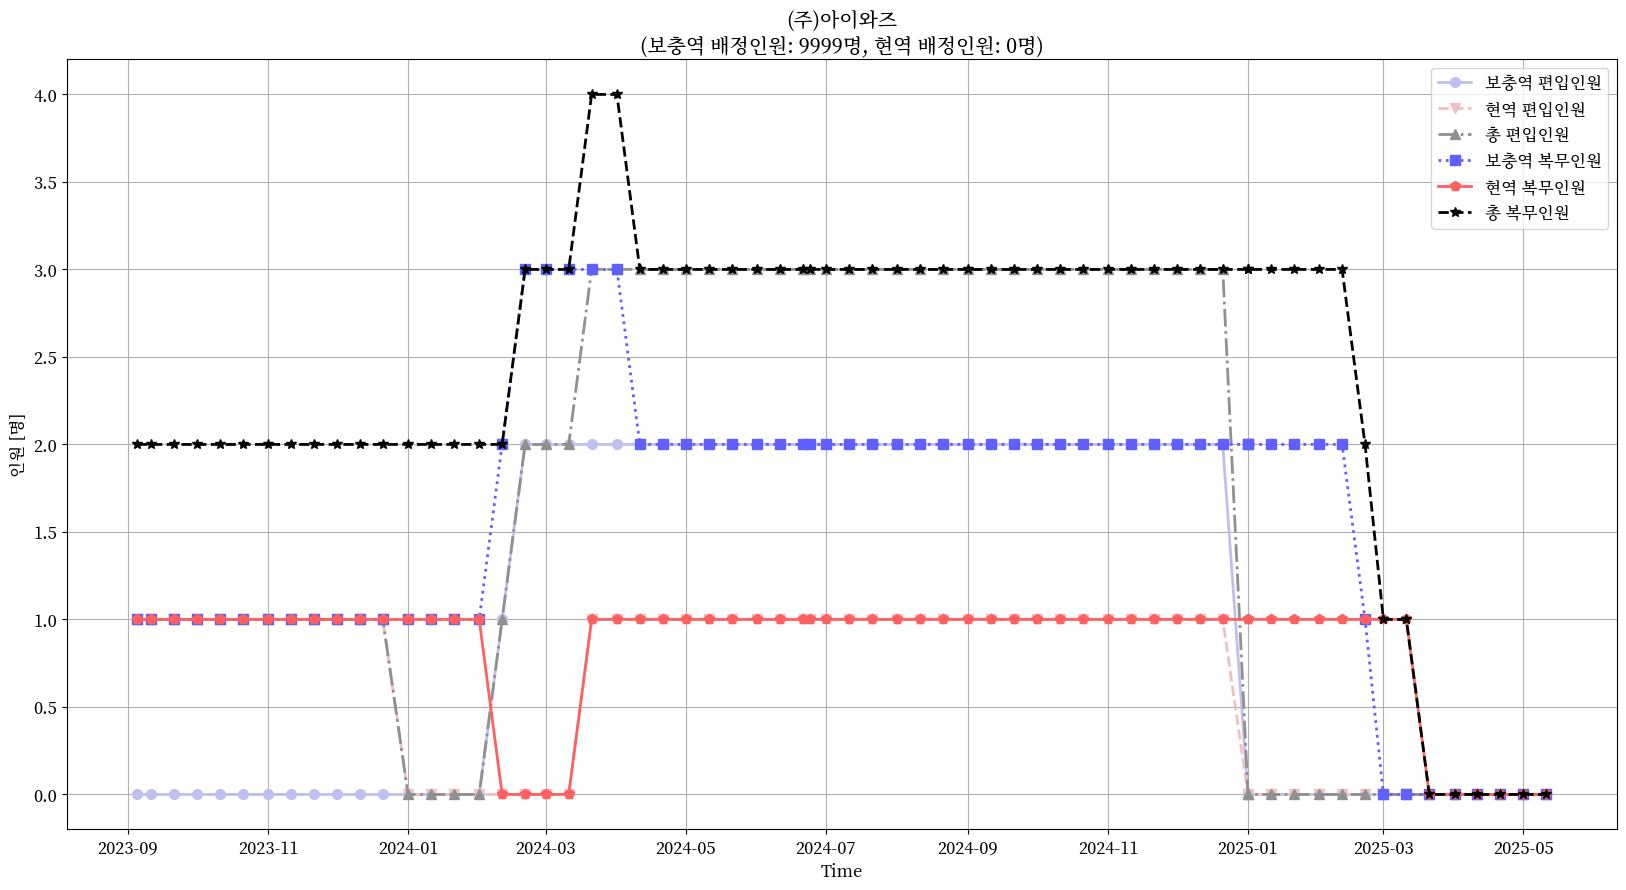 (주)아이와즈
(보충역 배정인원: 9999명, 현역 배정인원: 0명)
보충역 편입인원
현역 편입인원
총 편입인원
보충역 복무인원
현역 복무인원
총 복무인원
인원 [명]
4.0
3.5
3.0
2.5
2.0
1.5
1.0
0.5
0.0
2023-09 2023-11 2024-01 2024-03 2024-05 2024-07 2024-09 2024-11 2025-01 2025-03 2025-05
Time